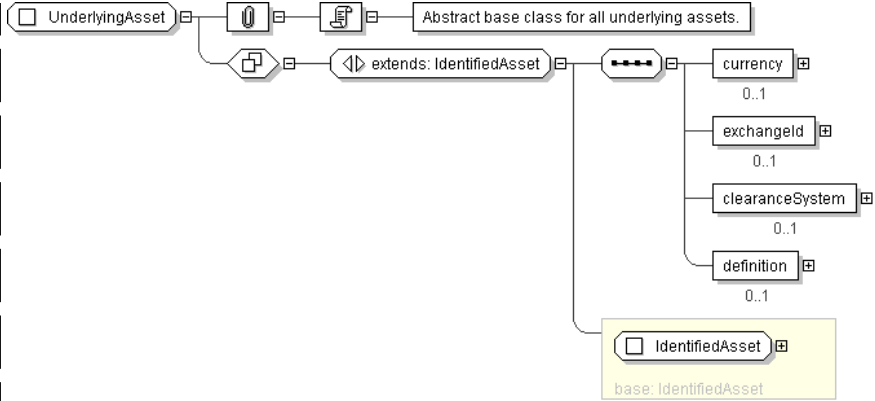 UnderlyingAsset
Abstract base class for all underlying assets.
extends: IdentifiedAsset
currency
0..1
exchangeId
0..1
clearanceSystem
0..1
definition
0..1
IdentifiedAsset
base: IdentifiedAsset